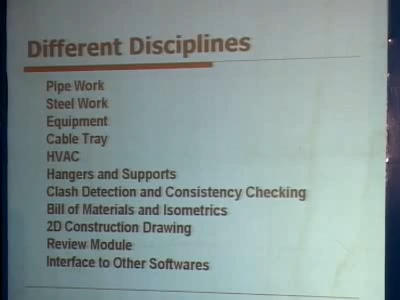 Different Disciplines
Pipe Work
Steel Work
Equipment
Cable Tray
HVAC
Hangers and Supports
Clash Detection and Consistency Checking
Bill of Materials and Isometrics
2D Construction Drawing
Review Module
Interface to Other Softwares